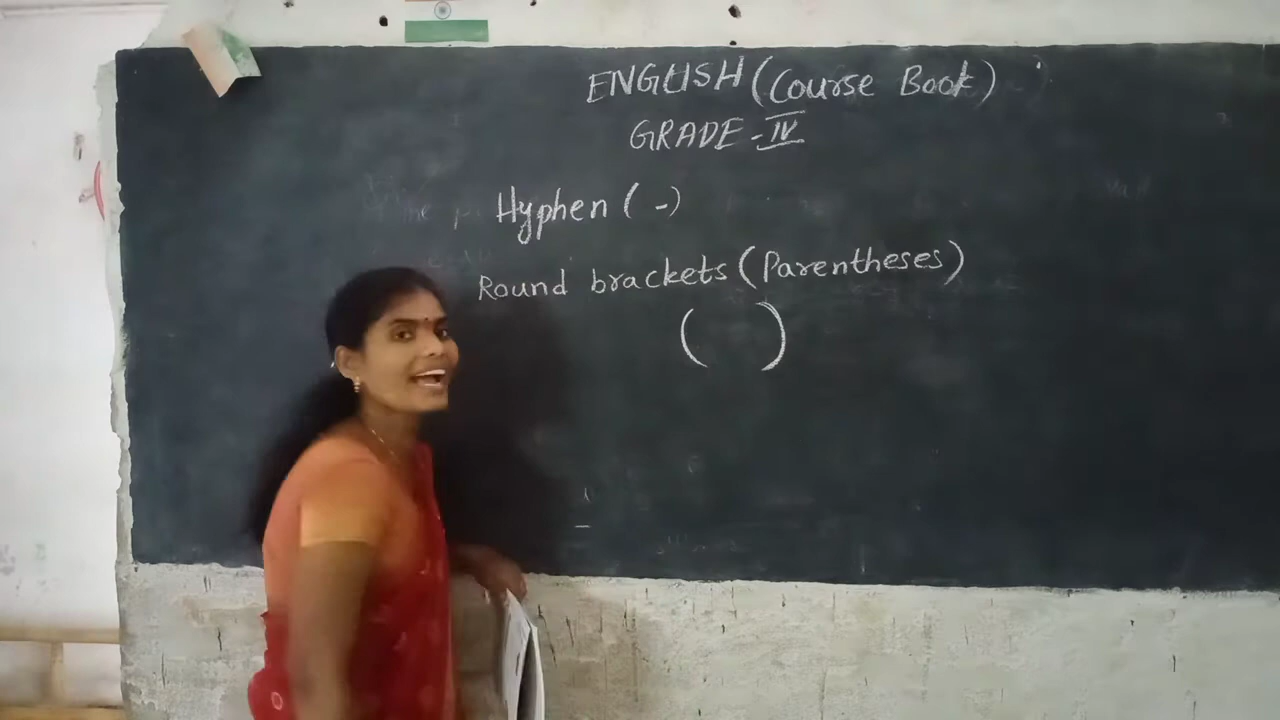 ENGLISH (Course Book)
GRADE - IV
Hyphen ( - )
Round brackets (Parentheses)
( )